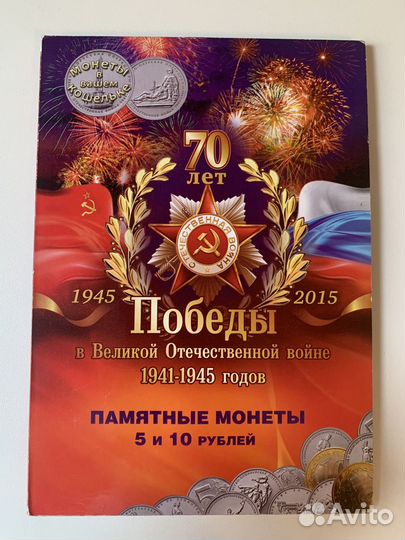 монеты
в
вашем
кошельке
70
лет
ОТЕЧЕСТВЕННАЯ ВОЙНА
1945
2015
Победы
в Великой Отечественной войне
1941-1945 годов
ПАМЯТНЫЕ МОНЕТЫ
5 И 10 РУБЛЕЙ
Avito